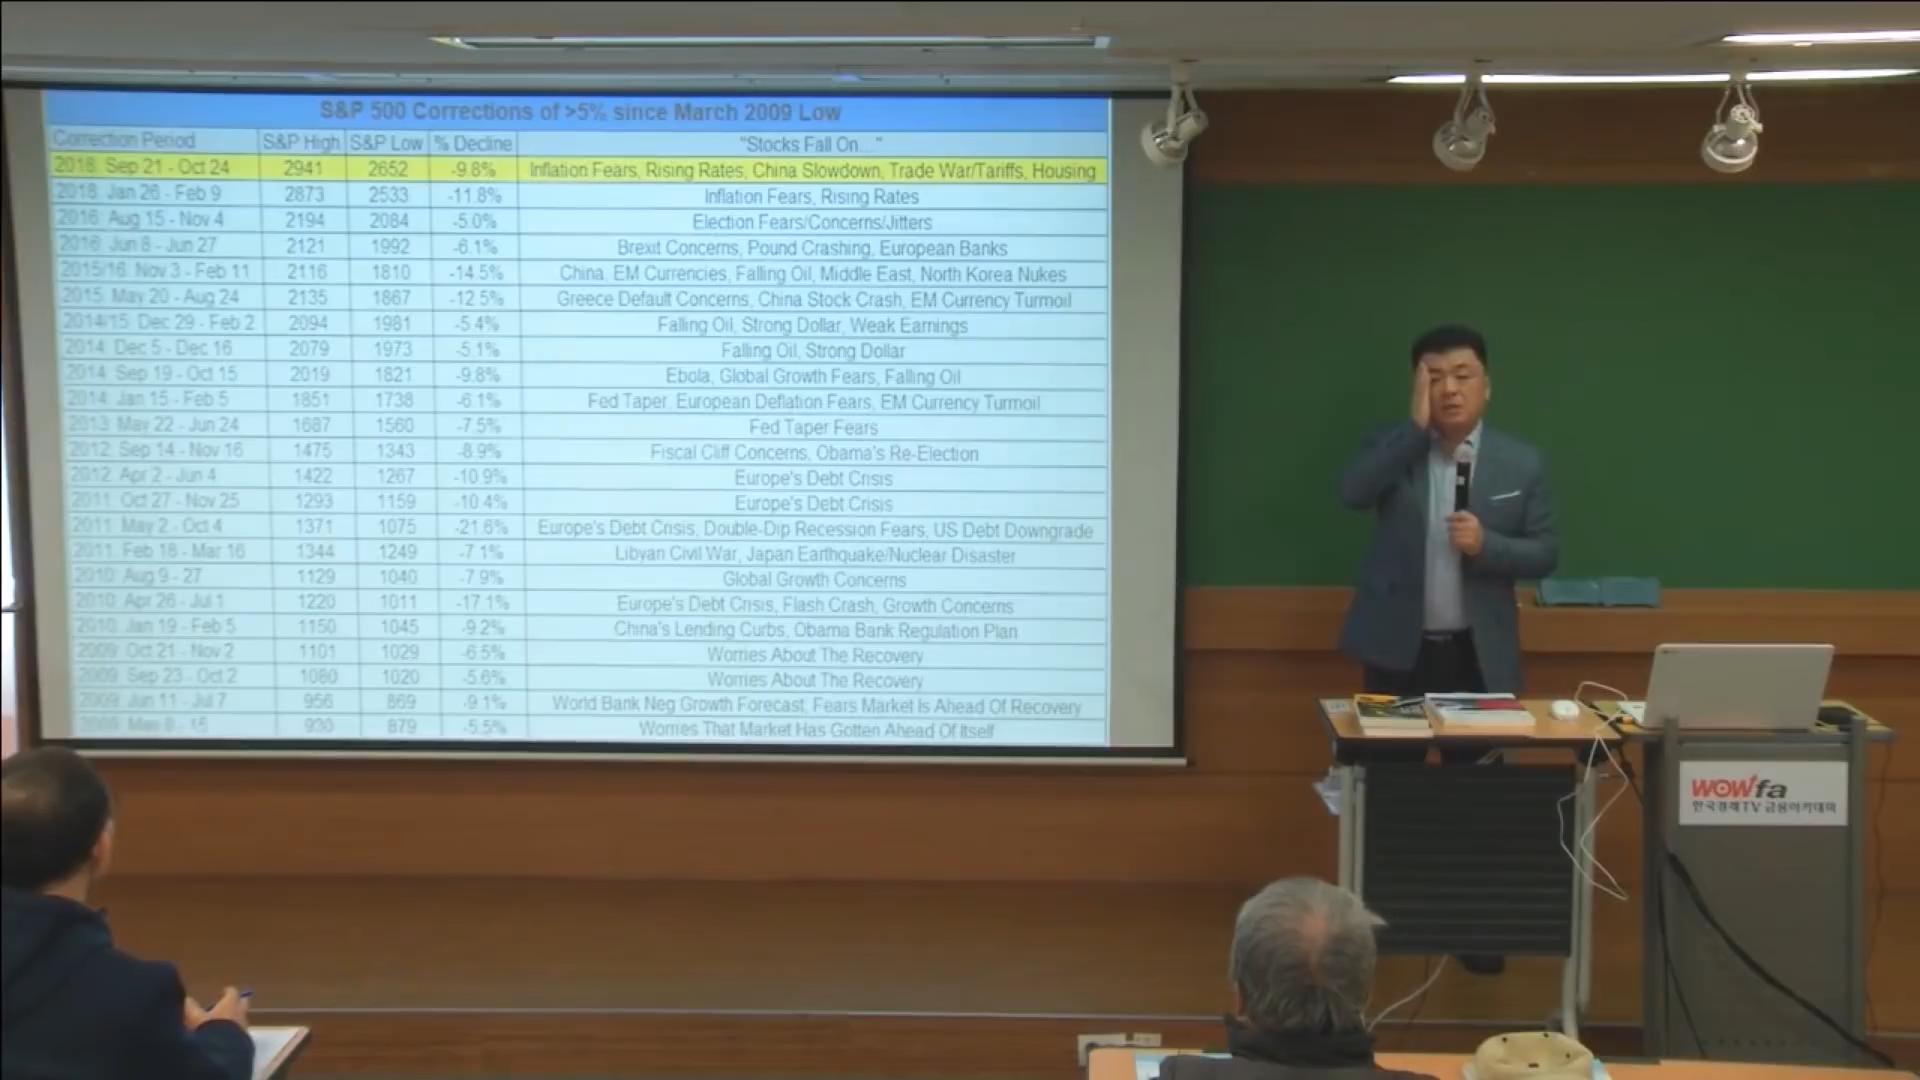 S&P 500 Corrections of >5% since March 2009 Low
Correction Period S&P High S&P Low % Decline "Stocks Fall On..."
2018: Sep 21 - Oct 24 2941 2652 -9.8% Inflation Fears, Rising Rates, China Slowdown, Trade War/Tariffs, Housing
2018: Jan 26 - Feb 9 2873 2533 -11.8% Inflation Fears, Rising Rates
2016: Aug 15 - Nov 4 2194 2084 -5.0% Election Fears/Concerns/Jitters
2016: Jun 8 - Jun 27 2121 1992 -6.1% Brexit Concerns, Pound Crashing, European Banks
2015/16: Nov 3 - Feb 11 2116 1810 -14.5% China, EM Currencies, Falling Oil, Middle East, North Korea Nukes
2015: May 20 - Aug 24 2135 1867 -12.5% Greece Default Concerns, China Stock Crash, EM Currency Turmoil
2014/15: Dec 29 - Feb 2 2094 1981 -5.4% Falling Oil, Strong Dollar, Weak Earnings
2014: Dec 5 - Dec 16 2079 1973 -5.1% Falling Oil, Strong Dollar
2014: Sep 19 - Oct 15 2019 1821 -9.8% Ebola, Global Growth Fears, Falling Oil
2014: Jan 15 - Feb 5 1851 1738 -6.1% Fed Taper, European Deflation Fears, EM Currency Turmoil
2013: May 22 - Jun 24 1687 1560 -7.5% Fed Taper Fears
2012: Sep 14 - Nov 16 1475 1343 -8.9% Fiscal Cliff Concerns, Obama's Re-Election
2012: Apr 2 - Jun 4 1422 1267 -10.9% Europe's Debt Crisis
2011: Oct 27 - Nov 25 1293 1159 -10.4% Europe's Debt Crisis
2011: May 2 - Oct 4 1371 1075 -21.6% Europe's Debt Crisis, Double-Dip Recession Fears, US Debt Downgrade
2011: Feb 18 - Mar 16 1344 1249 -7.1% Libyan Civil War, Japan Earthquake/Nuclear Disaster
2010: Aug 9 - 27 1129 1040 -7.9% Global Growth Concerns
2010: Apr 26 - Jul 1 1220 1011 -17.1% Europe's Debt Crisis, Flash Crash, Growth Concerns
2010: Jan 19 - Feb 5 1150 1045 -9.2% China's Lending Curbs, Obama Bank Regulation Plan
2009: Oct 21 - Nov 2 1101 1029 -6.5% Worries About The Recovery
2009: Sep 23 - Oct 2 1080 1020 -5.6% Worries About The Recovery
2009: Jun 11 - Jul 7 956 869 -9.1% World Bank Neg Growth Forecast, Fears Market Is Ahead Of Recovery
2009: May 8 - 15 930 879 -5.5% Worries That Market Has Gotten Ahead Of Itself
WOWfa
한국경제TV 금융아카데미